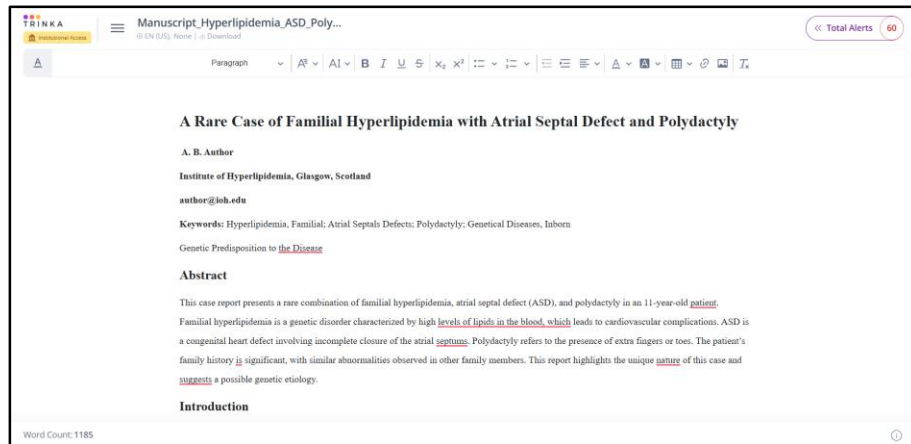 TRINKA
Institutional Access
Manuscript_Hyperlipidemia_ASD_Poly...
EN (US), None | Download
Total Alerts 60
A Paragraph B I U S x₂ x² A A Tx
A Rare Case of Familial Hyperlipidemia with Atrial Septal Defect and Polydactyly
A. B. Author
Institute of Hyperlipidemia, Glasgow, Scotland
author@ioh.edu
Keywords: Hyperlipidemia, Familial; Atrial Septals Defects; Polydactyly; Genetical Diseases, Inborn
Genetic Predisposition to the Disease
Abstract
This case report presents a rare combination of familial hyperlipidemia, atrial septal defect (ASD), and polydactyly in an 11-year-old patient.
Familial hyperlipidemia is a genetic disorder characterized by high levels of lipids in the blood, which leads to cardiovascular complications. ASD is
a congenital heart defect involving incomplete closure of the atrial septums. Polydactyly refers to the presence of extra fingers or toes. The patient's
family history is significant, with similar abnormalities observed in other family members. This report highlights the unique nature of this case and
suggests a possible genetic etiology.
Introduction
Word Count: 1185